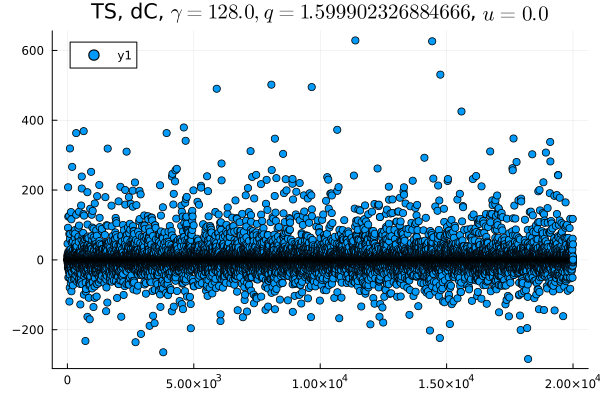 TS, dC, γ = 128.0, q = 1.599902326884666, u = 0.0
y1
600
400
200
0
−200
0 5.00×10³ 1.00×10⁴ 1.50×10⁴ 2.00×10⁴